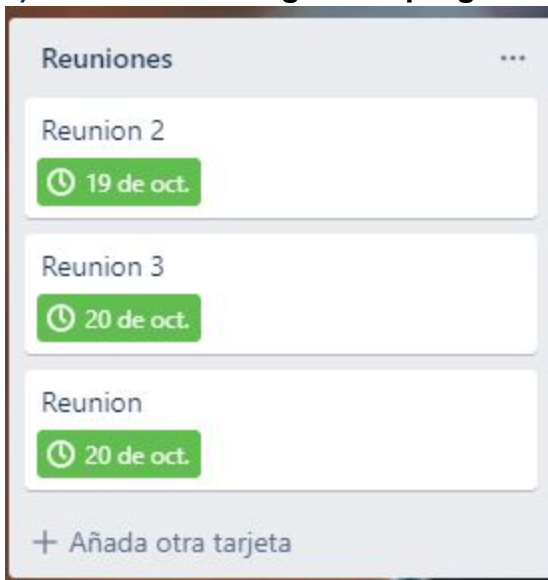 Reuniones
Reunion 2
19 de oct.
Reunion 3
20 de oct.
Reunion
20 de oct.
+ Añada otra tarjeta